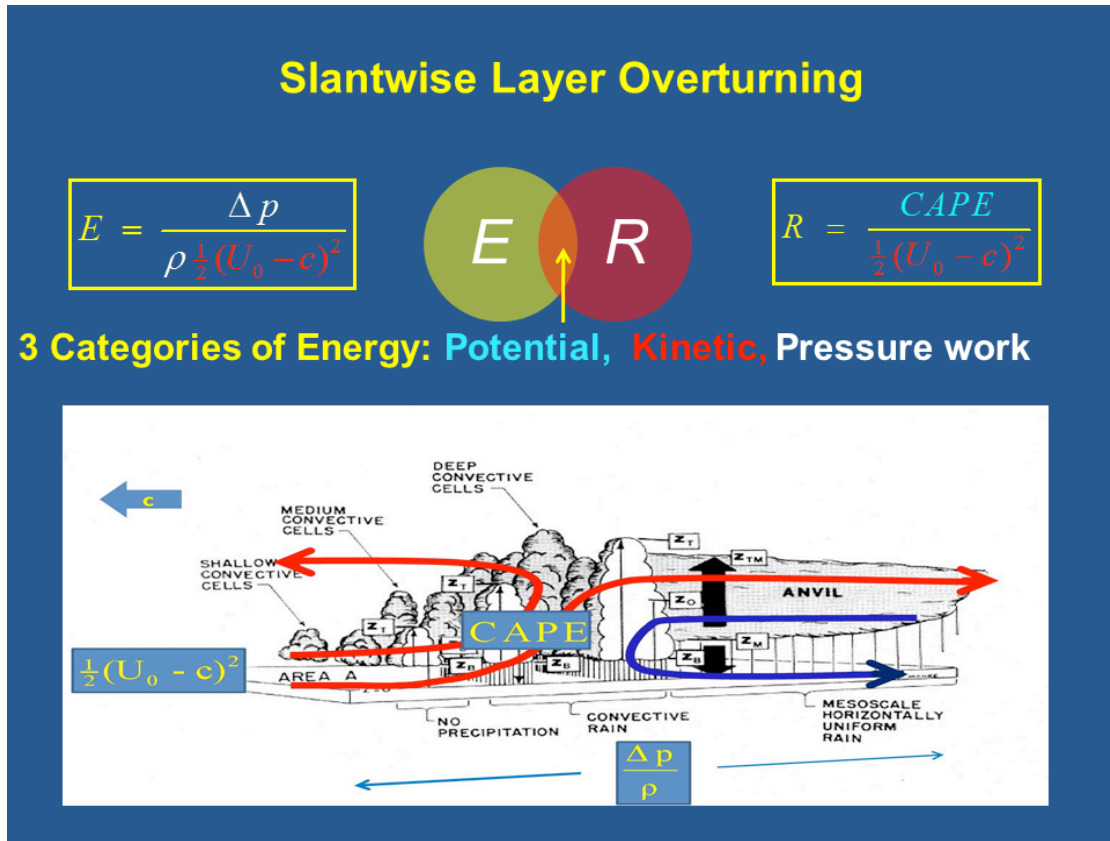 Slantwise Layer Overturning
E = Δp / ρ ½(U₀ – c)²
E R
R = CAPE / ½(U₀ – c)²
3 Categories of Energy: Potential, Kinetic, Pressure work
DEEP
CONVECTIVE
CELLS
c
MEDIUM
CONVECTIVE
CELLS
SHALLOW
CONVECTIVE
CELLS
Z_T
Z_TM
Z_T
ANVIL
Z_O
Z_T
CAPE
Z_M
Z_B
Z_B
Z_B
½(U₀ - c)²
AREA A
NO
PRECIPITATION
CONVECTIVE
RAIN
MESOSCALE
HORIZONTALLY
UNIFORM
RAIN
Δp
ρ